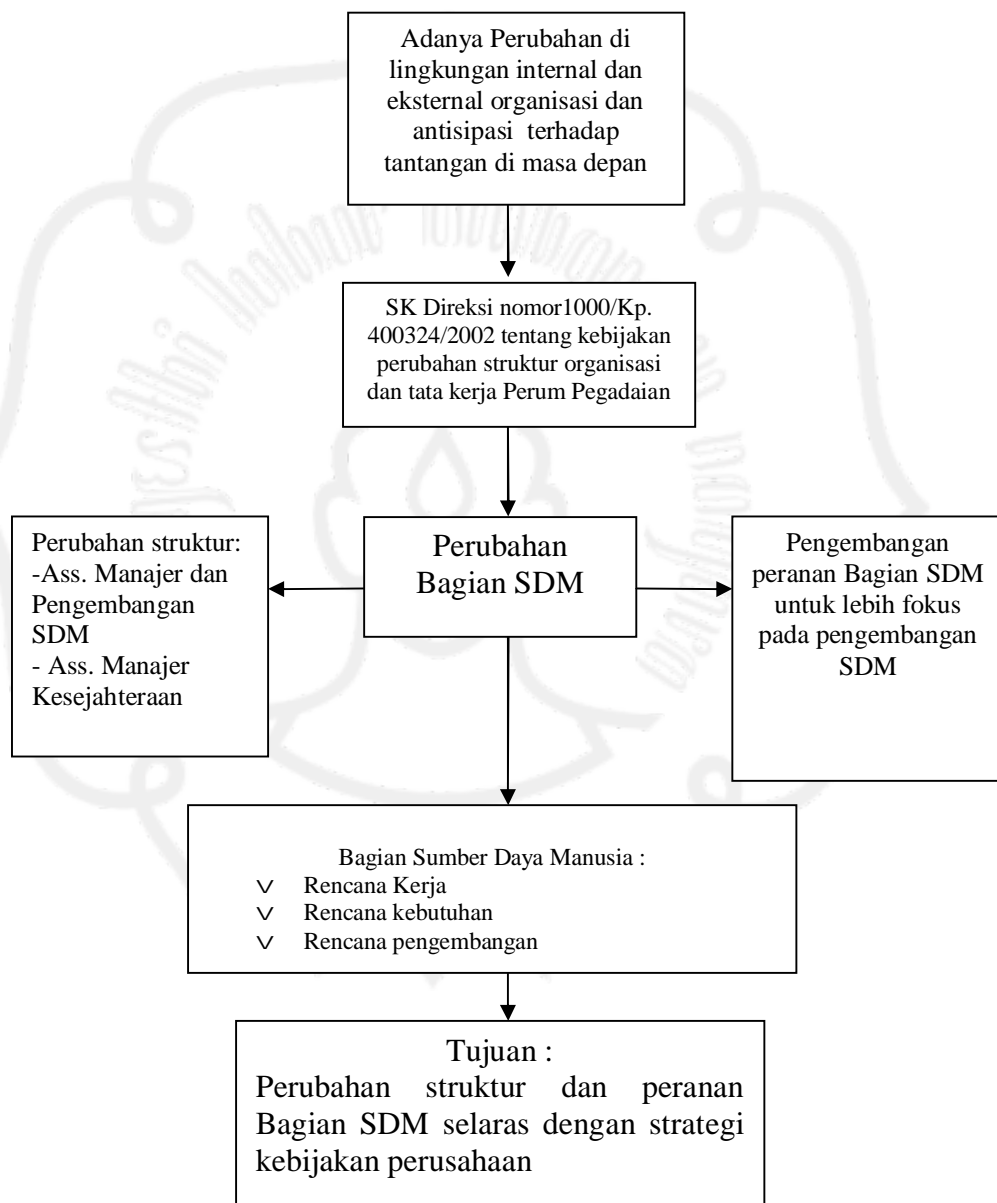 Adanya Perubahan di
lingkungan internal dan
eksternal organisasi dan
antisipasi terhadap
tantangan di masa depan
SK Direksi nomor1000/Kp.
400324/2002 tentang kebijakan
perubahan struktur organisasi
dan tata kerja Perum Pegadaian
Perubahan struktur:
-Ass. Manajer dan
Pengembangan
SDM
- Ass. Manajer
Kesejahteraan
Perubahan
Bagian SDM
Pengembangan
peranan Bagian SDM
untuk lebih fokus
pada pengembangan
SDM
Bagian Sumber Daya Manusia :
v Rencana Kerja
v Rencana kebutuhan
v Rencana pengembangan
Tujuan :
Perubahan struktur dan peranan
Bagian SDM selaras dengan strategi
kebijakan perusahaan